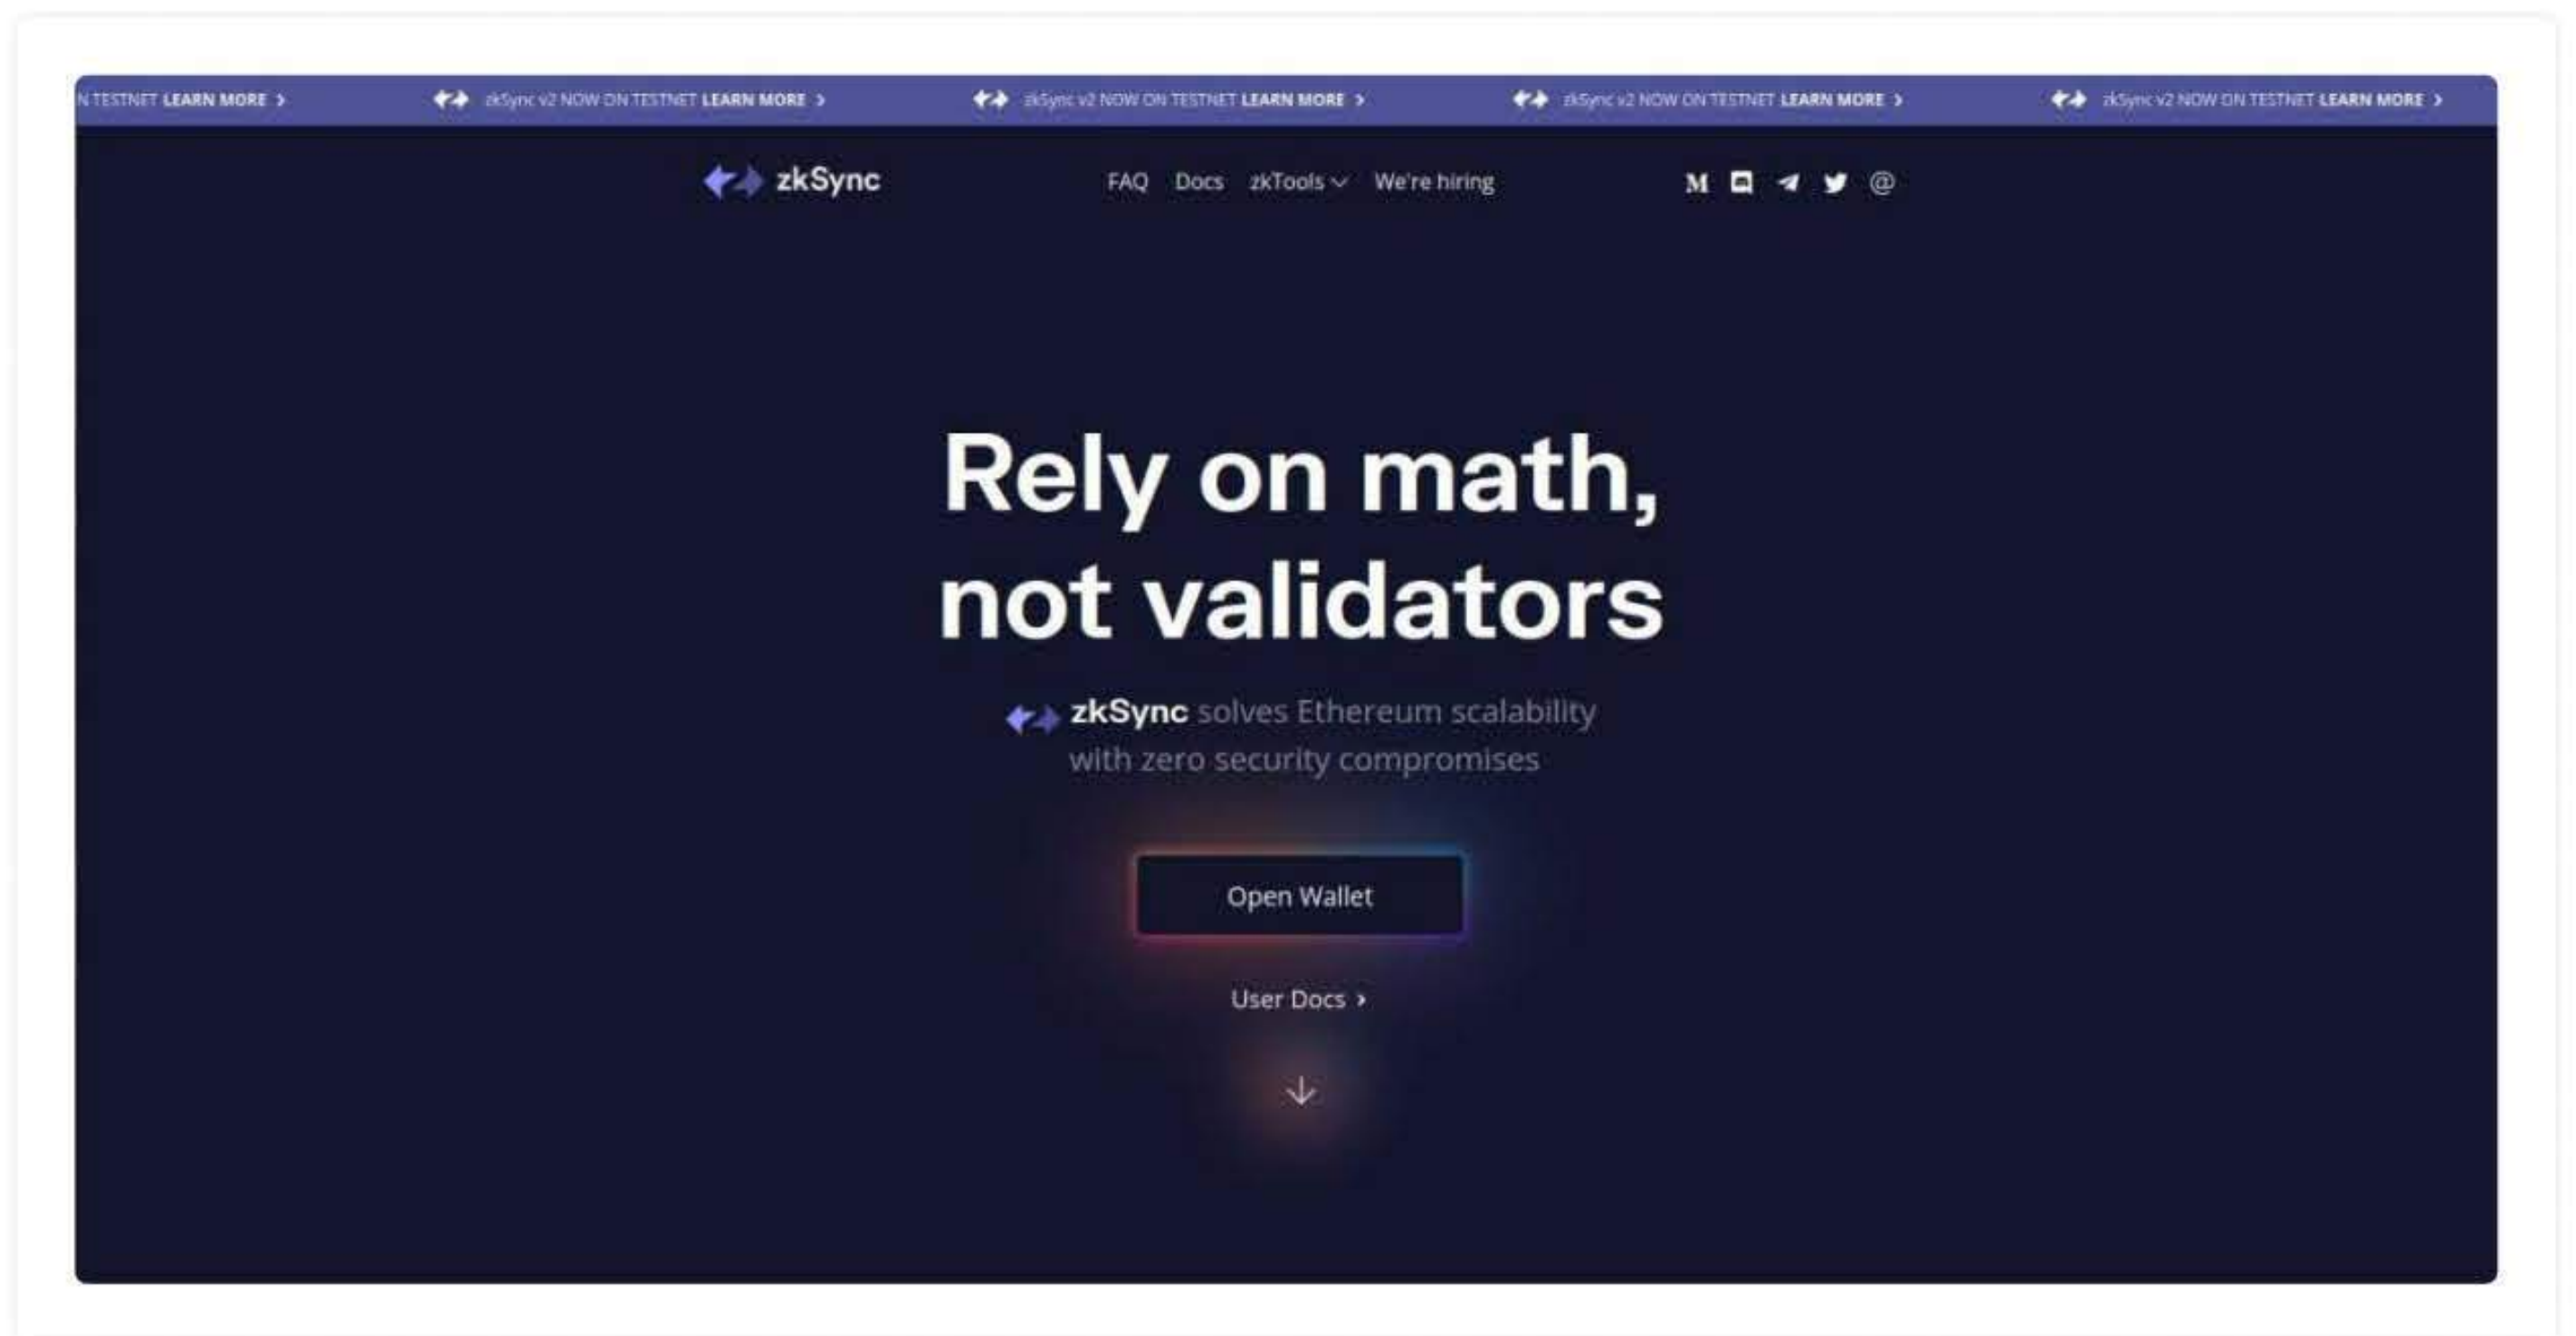 N TESTNET LEARN MORE > zkSync v2 NOW ON TESTNET LEARN MORE > zkSync v2 NOW ON TESTNET LEARN MORE > zkSync v2 NOW ON TESTNET LEARN MORE > zkSync v2 NOW ON TESTNET LEARN MORE >
zkSync FAQ Docs zkTools We're hiring M @
Rely on math,
not validators
zkSync solves Ethereum scalability
with zero security compromises
Open Wallet
User Docs >